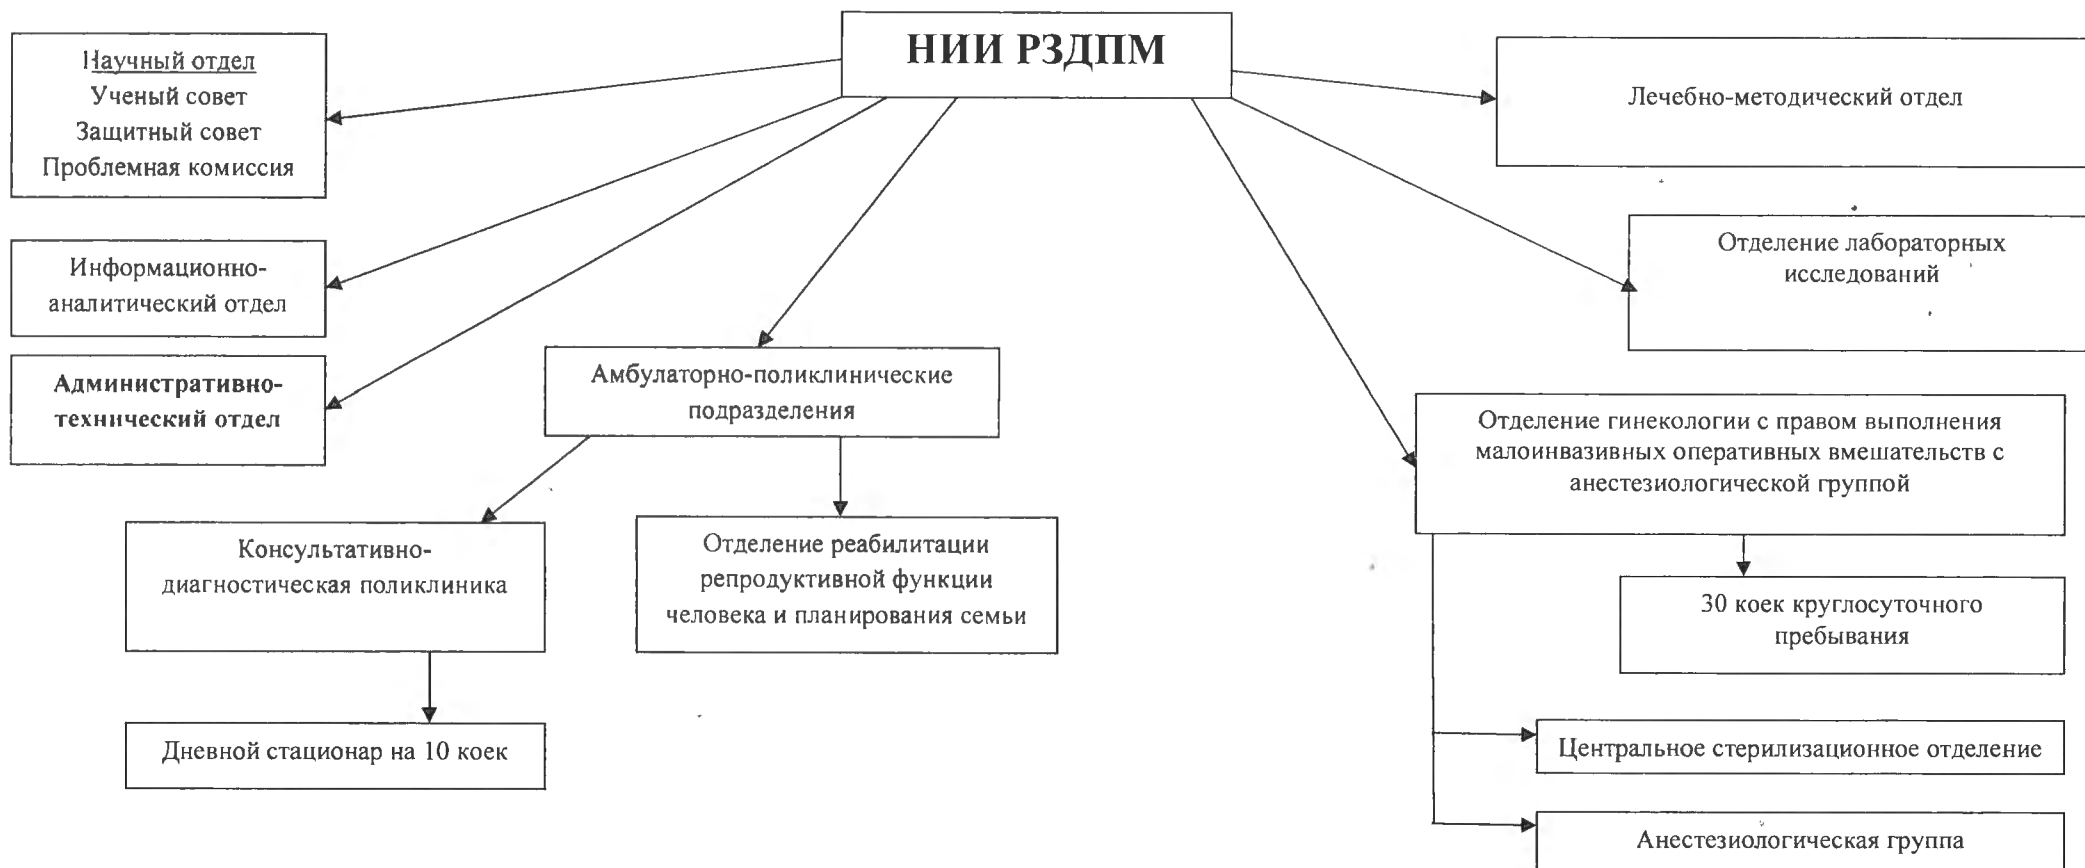 НИИ РЗДПМ
Научный отдел
Ученый совет
Защитный совет
Проблемная комиссия
Лечебно-методический отдел
Отделение лабораторных
исследований
Информационно-
аналитический отдел
Административно-
технический отдел
Амбулаторно-поликлинические
подразделения
Отделение гинекологии с правом выполнения
малоинвазивных оперативных вмешательств с
анестезиологической группой
Консультативно-
диагностическая поликлиника
Отделение реабилитации
репродуктивной функции
человека и планирования семьи
30 коек круглосуточного
пребывания
Дневной стационар на 10 коек
Центральное стерилизационное отделение
Анестезиологическая группа